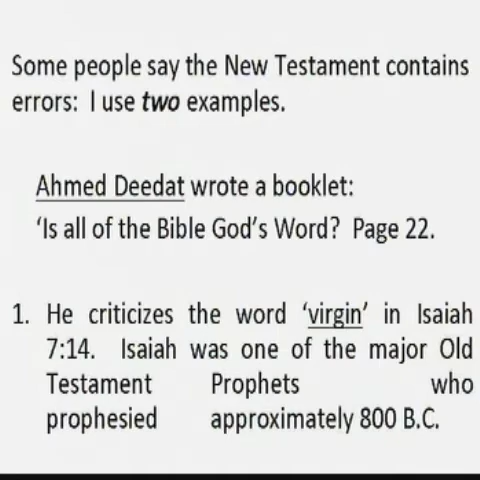 Some people say the New Testament contains
errors: I use two examples.
Ahmed Deedat wrote a booklet:
‘Is all of the Bible God’s Word? Page 22.
1. He criticizes the word ‘virgin’ in Isaiah
7:14. Isaiah was one of the major Old
Testament Prophets who
prophesied approximately 800 B.C.